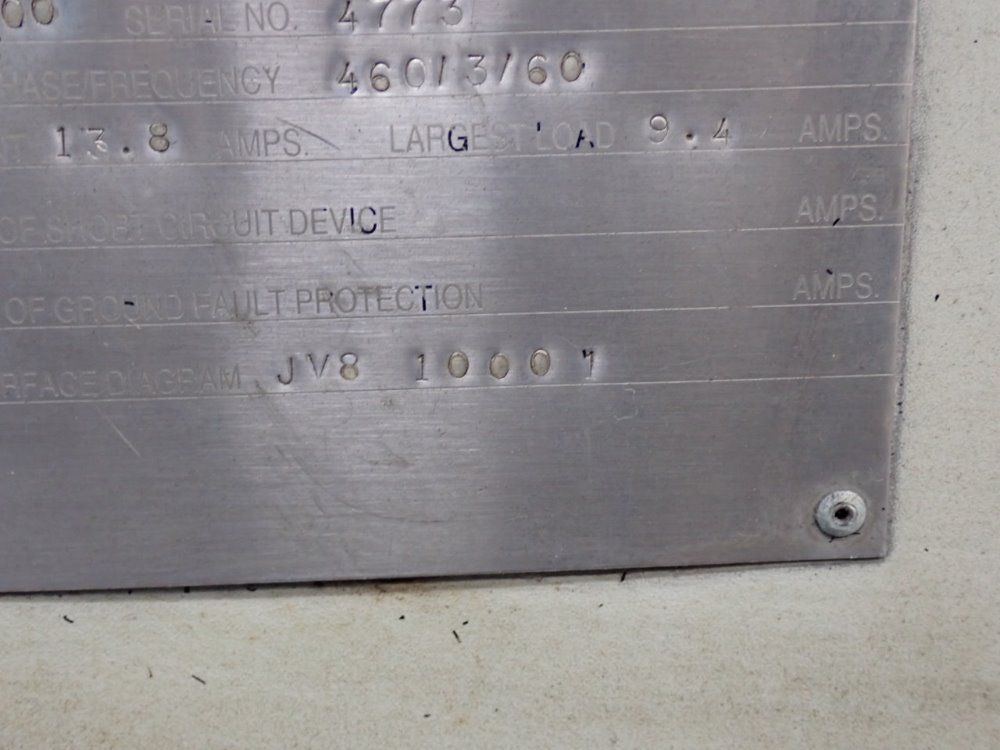 00 SERIAL NO. 4773
HASE/FREQUENCY 460/3/60
T 13.8 AMPS. LARGEST LOAD 9.4 AMPS.
OF SHORT CIRCUIT DEVICE AMPS.
OF GROUND FAULT PROTECTION AMPS.
RFACE DIAGRAM JV8 10001